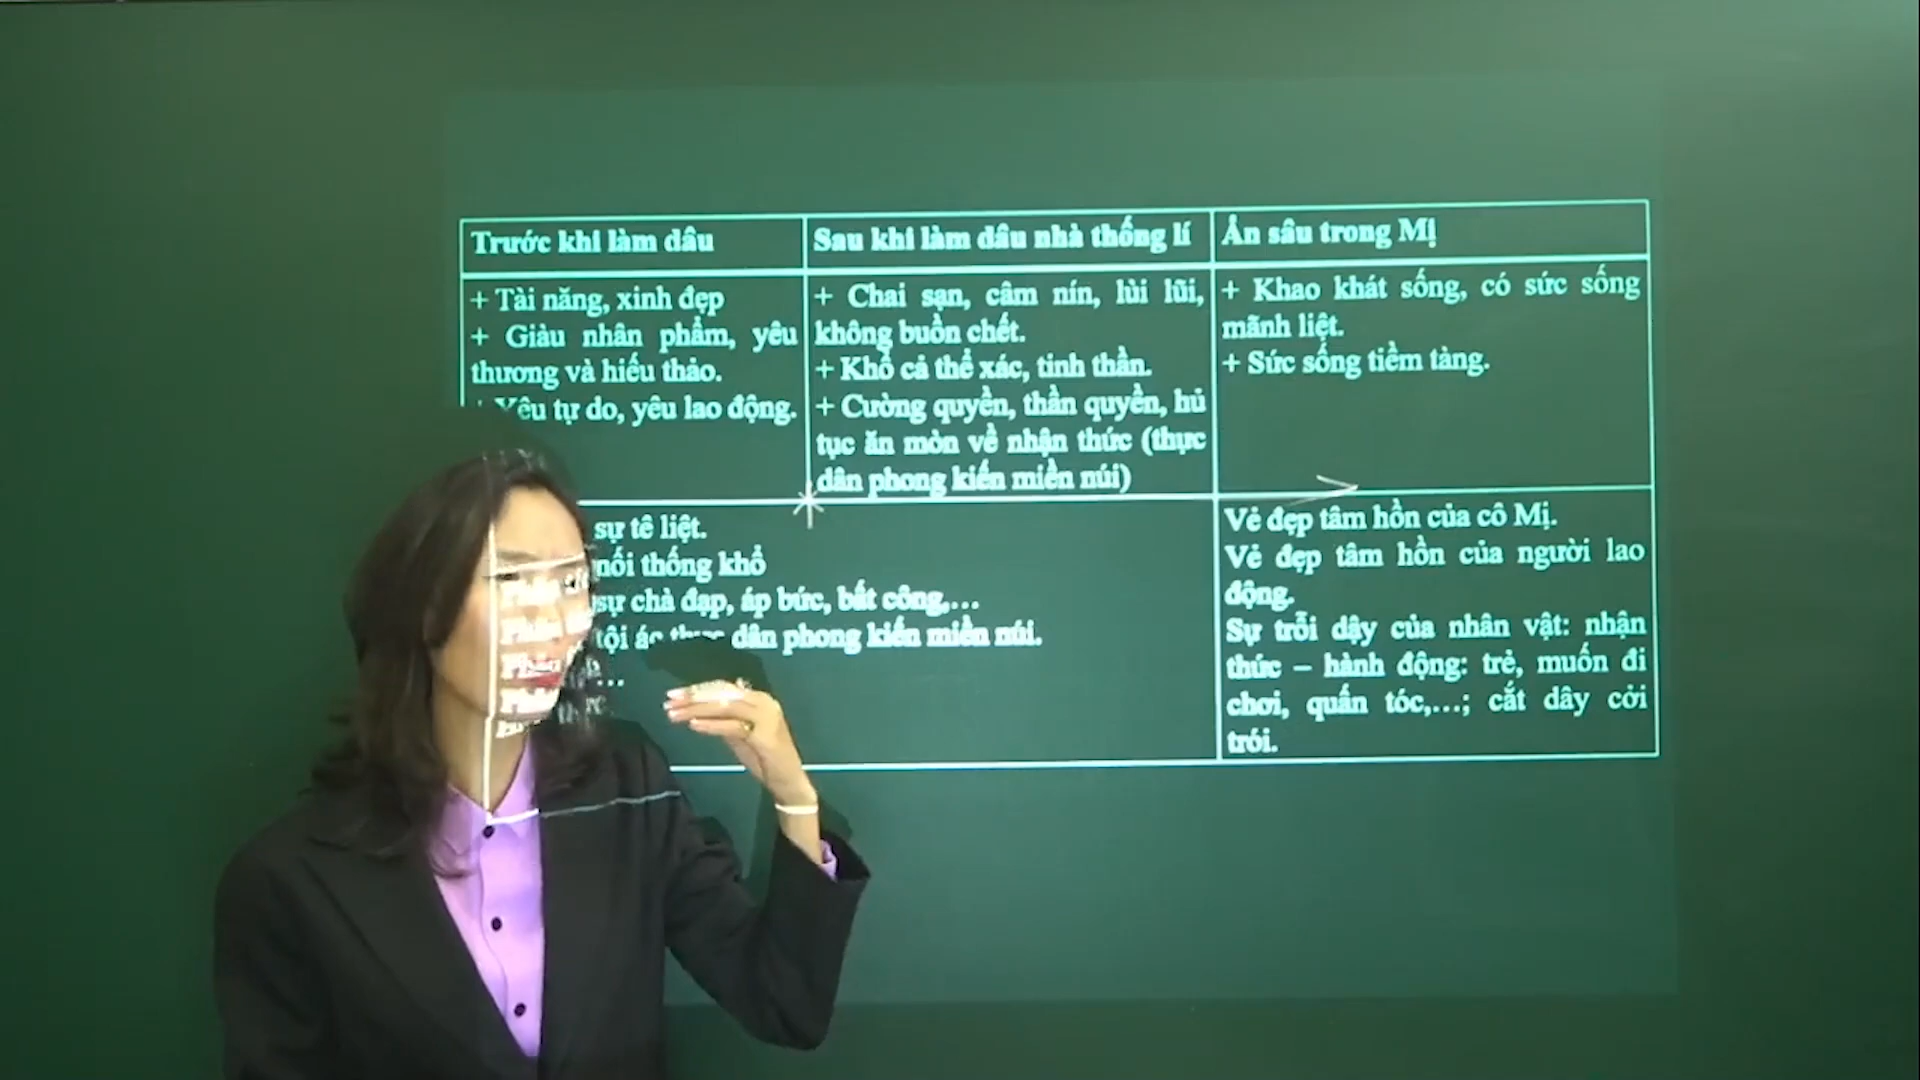 Trước khi làm dâu
+ Tài năng, xinh đẹp
+ Giàu nhân phẩm, yêu
thương và hiếu thảo.
Yêu tự do, yêu lao động.
Sau khi làm dâu nhà thống lí
+ Chai sạn, câm nín, lùi lũi,
không buồn chết.
+ Khổ cả thể xác, tinh thần.
+ Cường quyền, thần quyền, hủ
tục ăn mòn về nhận thức (thực
dân phong kiến miền núi)
Ẩn sâu trong Mị
+ Khao khát sống, có sức sống
mãnh liệt.
+ Sức sống tiềm tàng.
sự tê liệt.
nối thống khổ
sự chà đạp, áp bức, bất công,…
tội dân phong kiến miền núi.
…
Vẻ đẹp tâm hồn của cô Mị.
Vẻ đẹp tâm hồn của người lao
động.
Sự trỗi dậy của nhân vật: nhận
thức – hành động: trẻ, muốn đi
chơi, quấn tóc,…; cắt dây cởi
trói.